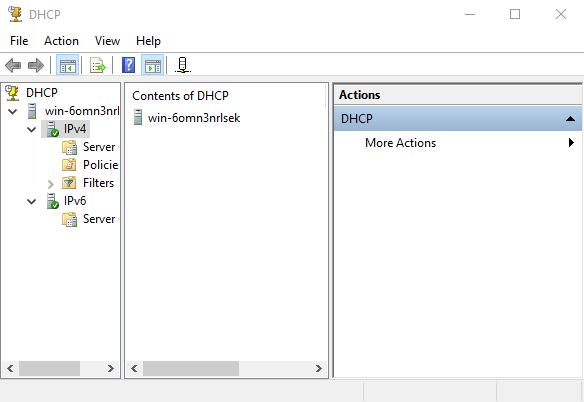 DHCP
File Action View Help
DHCP
win-6omn3nrl
IPv4
Server
Policie
Filters
IPv6
Server
Contents of DHCP
win-6omn3nrlsek
Actions
DHCP
More Actions